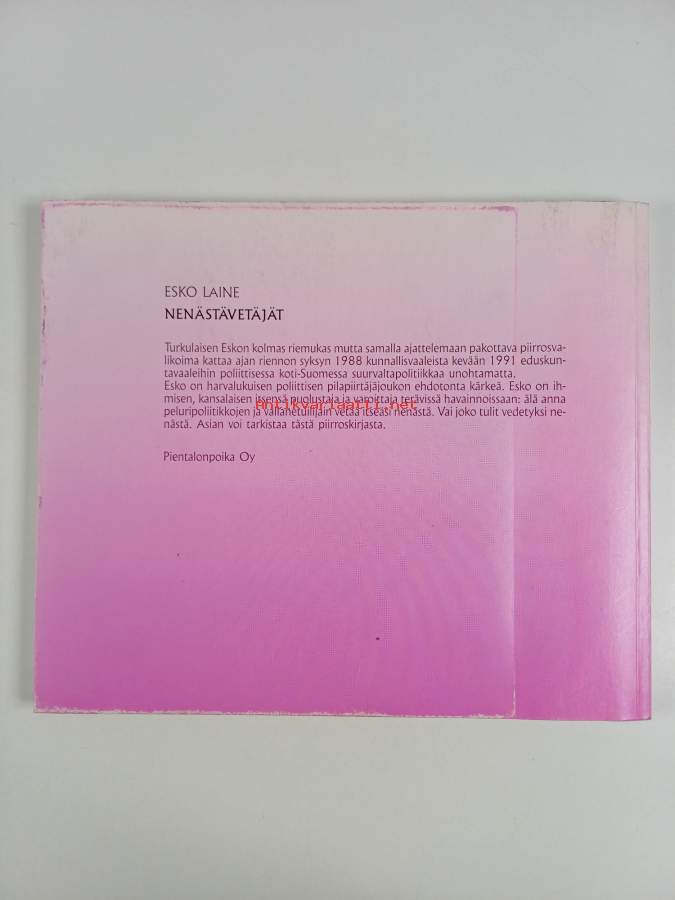 ESKO LAINE
NENÄSTÄVETÄJÄT
Turkulaisen Eskon kolmas riemukas mutta samalla ajattelemaan pakottava piirrosva-
likoima kattaa ajan riennon syksyn 1988 kunnallisvaaleista kevään 1991 eduskun-
tavaaleihin poliittisessa koti-Suomessa suurvaltapolitiikkaa unohtamatta.
Esko on harvalukuisen poliittisen pilapiirtäjäjoukon ehdotonta kärkeä. Esko on ih-
misen, kansalaisen itsensä puolustaja ja varoittaja terävissä havainnoissaan: älä anna
Antikvariaatti.net
peluripoliitikkojen ja vallanetuilijain vetää itseäsi nenästä. Vai joko tulit vedetyksi ne-
nästä. Asian voi tarkistaa tästä piirroskirjasta.
Pientalonpoika Oy